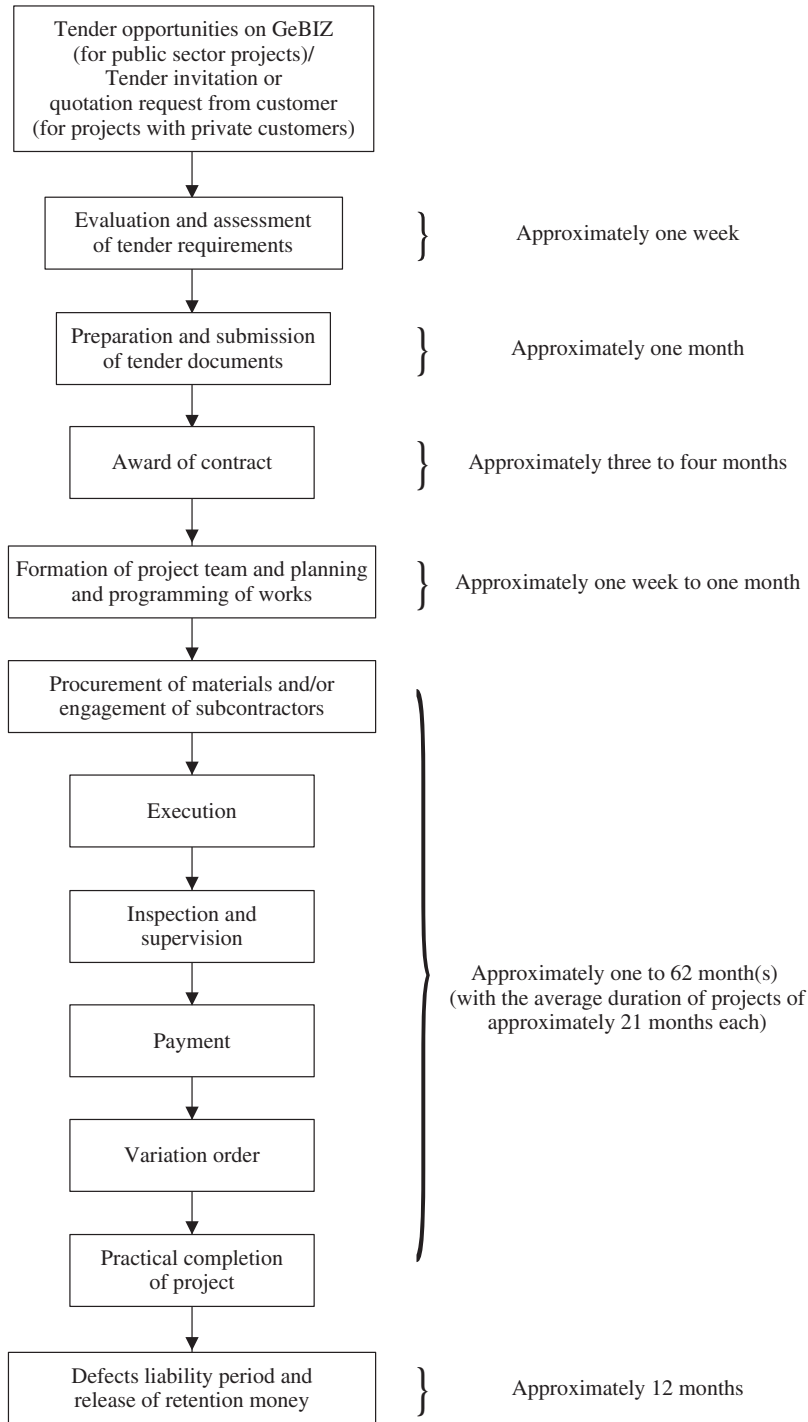 Tender opportunities on GeBIZ
(for public sector projects)/
Tender invitation or
quotation request from customer
(for projects with private customers)
Evaluation and assessment
of tender requirements
} Approximately one week
Preparation and submission
of tender documents
} Approximately one month
Award of contract
} Approximately three to four months
Formation of project team and planning
and programming of works
} Approximately one week to one month
Procurement of materials and/or
engagement of subcontractors
Execution
Inspection and
supervision
Payment
Variation order
Practical completion
of project
} Approximately one to 62 month(s)
(with the average duration of projects of
approximately 21 months each)
Defects liability period and
release of retention money
} Approximately 12 months